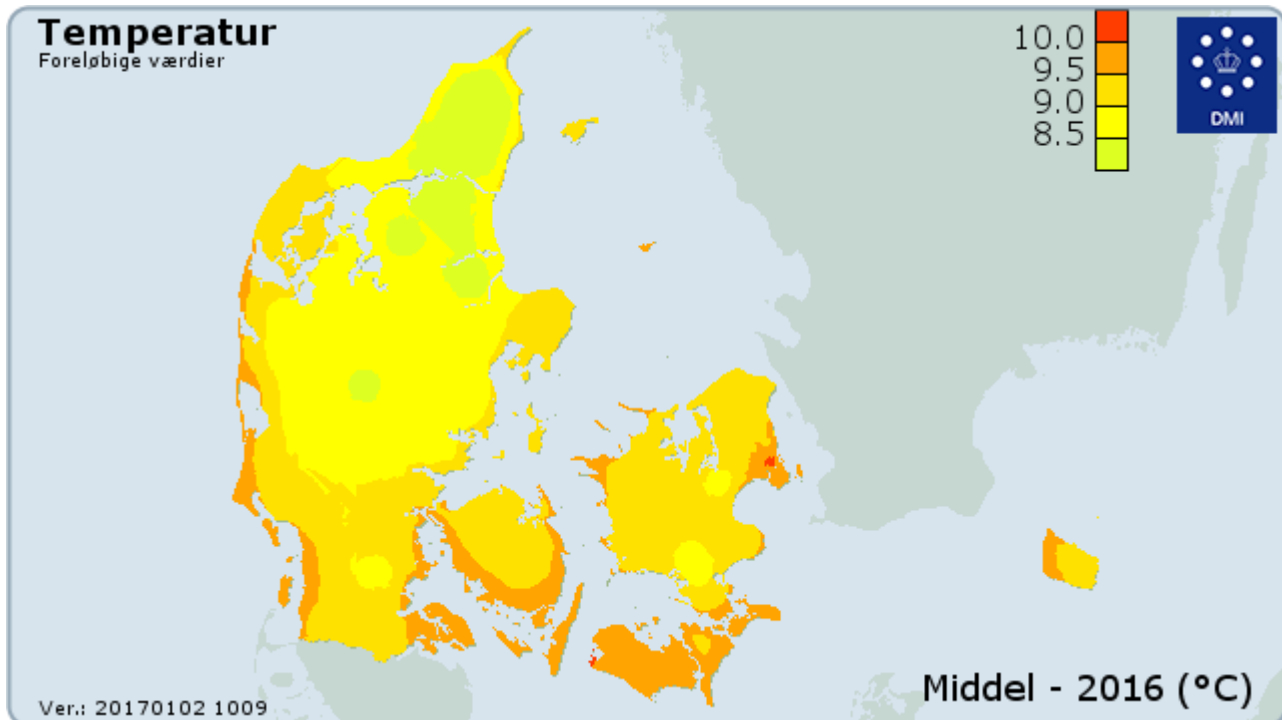 Temperatur
Foreløbige værdier
10.0
9.5
9.0
8.5
DMI
Middel - 2016 (°C)
Ver.: 20170102 1009